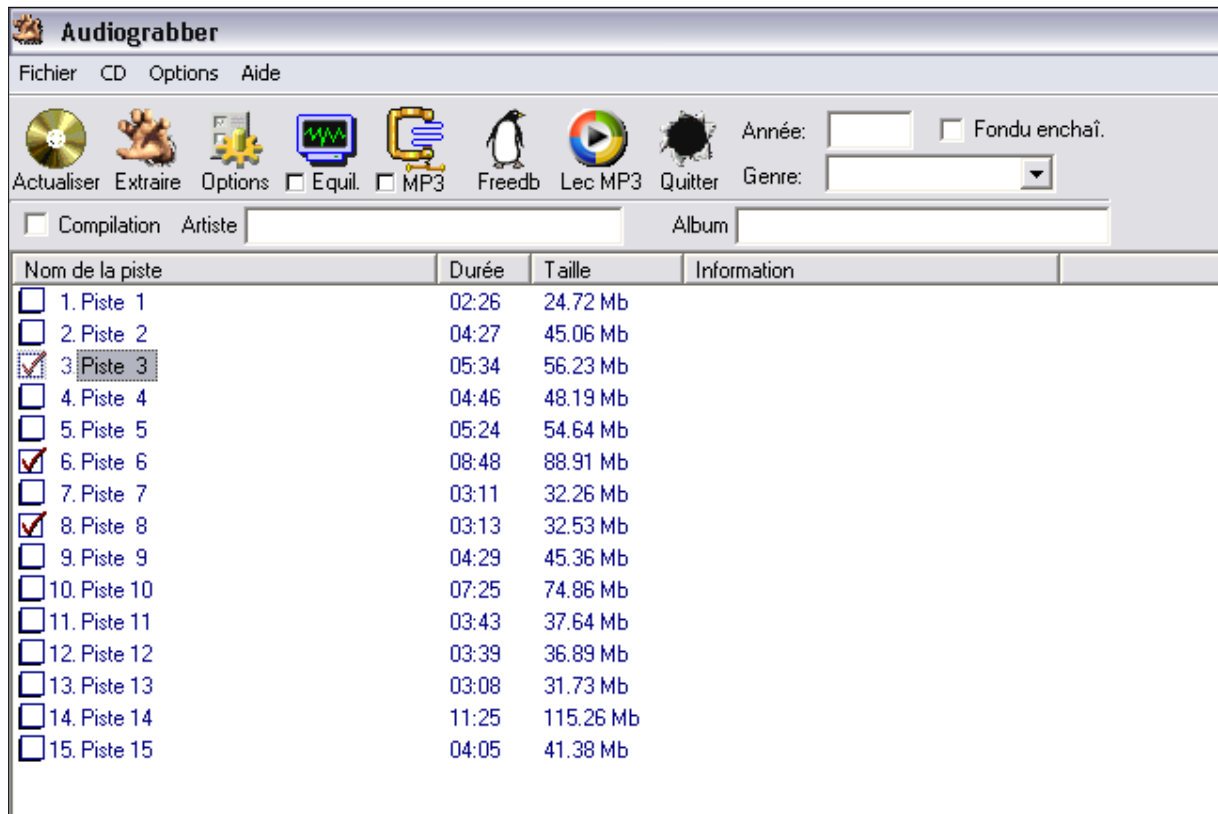 Audiograbber
Fichier CD Options Aide
Année: Fondu enchaî.
Actualiser Extraire Options Equil. MP3 Freedb Lec MP3 Quitter Genre:
Compilation Artiste Album
Nom de la piste Durée Taille Information
1. Piste 1 02:26 24.72 Mb
2. Piste 2 04:27 45.06 Mb
3. Piste 3 05:34 56.23 Mb
4. Piste 4 04:46 48.19 Mb
5. Piste 5 05:24 54.64 Mb
6. Piste 6 08:48 88.91 Mb
7. Piste 7 03:11 32.26 Mb
8. Piste 8 03:13 32.53 Mb
9. Piste 9 04:29 45.36 Mb
10. Piste 10 07:25 74.86 Mb
11. Piste 11 03:43 37.64 Mb
12. Piste 12 03:39 36.89 Mb
13. Piste 13 03:08 31.73 Mb
14. Piste 14 11:25 115.26 Mb
15. Piste 15 04:05 41.38 Mb